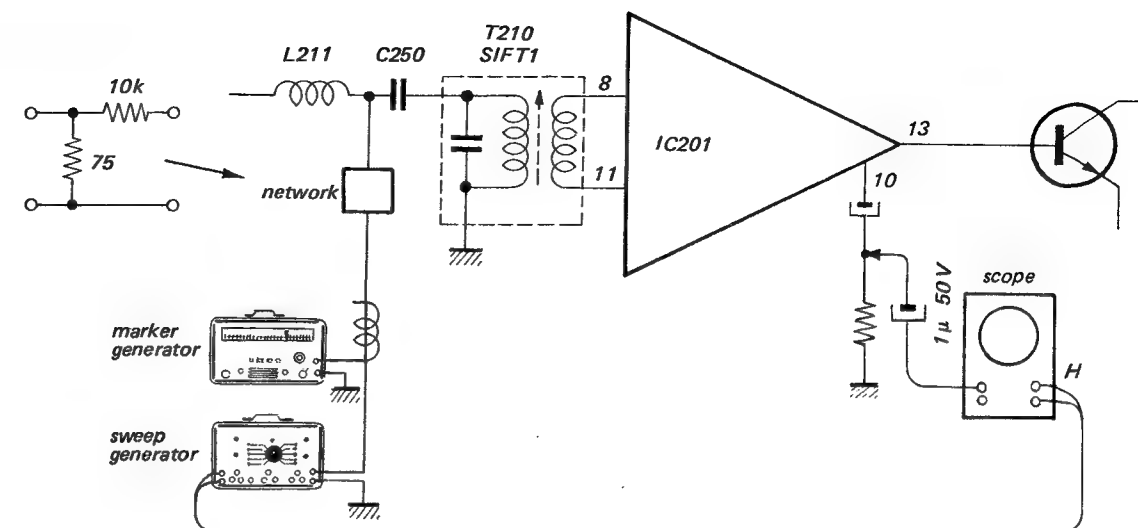 T210
SIFT1
L211
C250
10k
8
75
IC201
13
11
10
network
1μ 50V
scope
marker
generator
H
sweep
generator